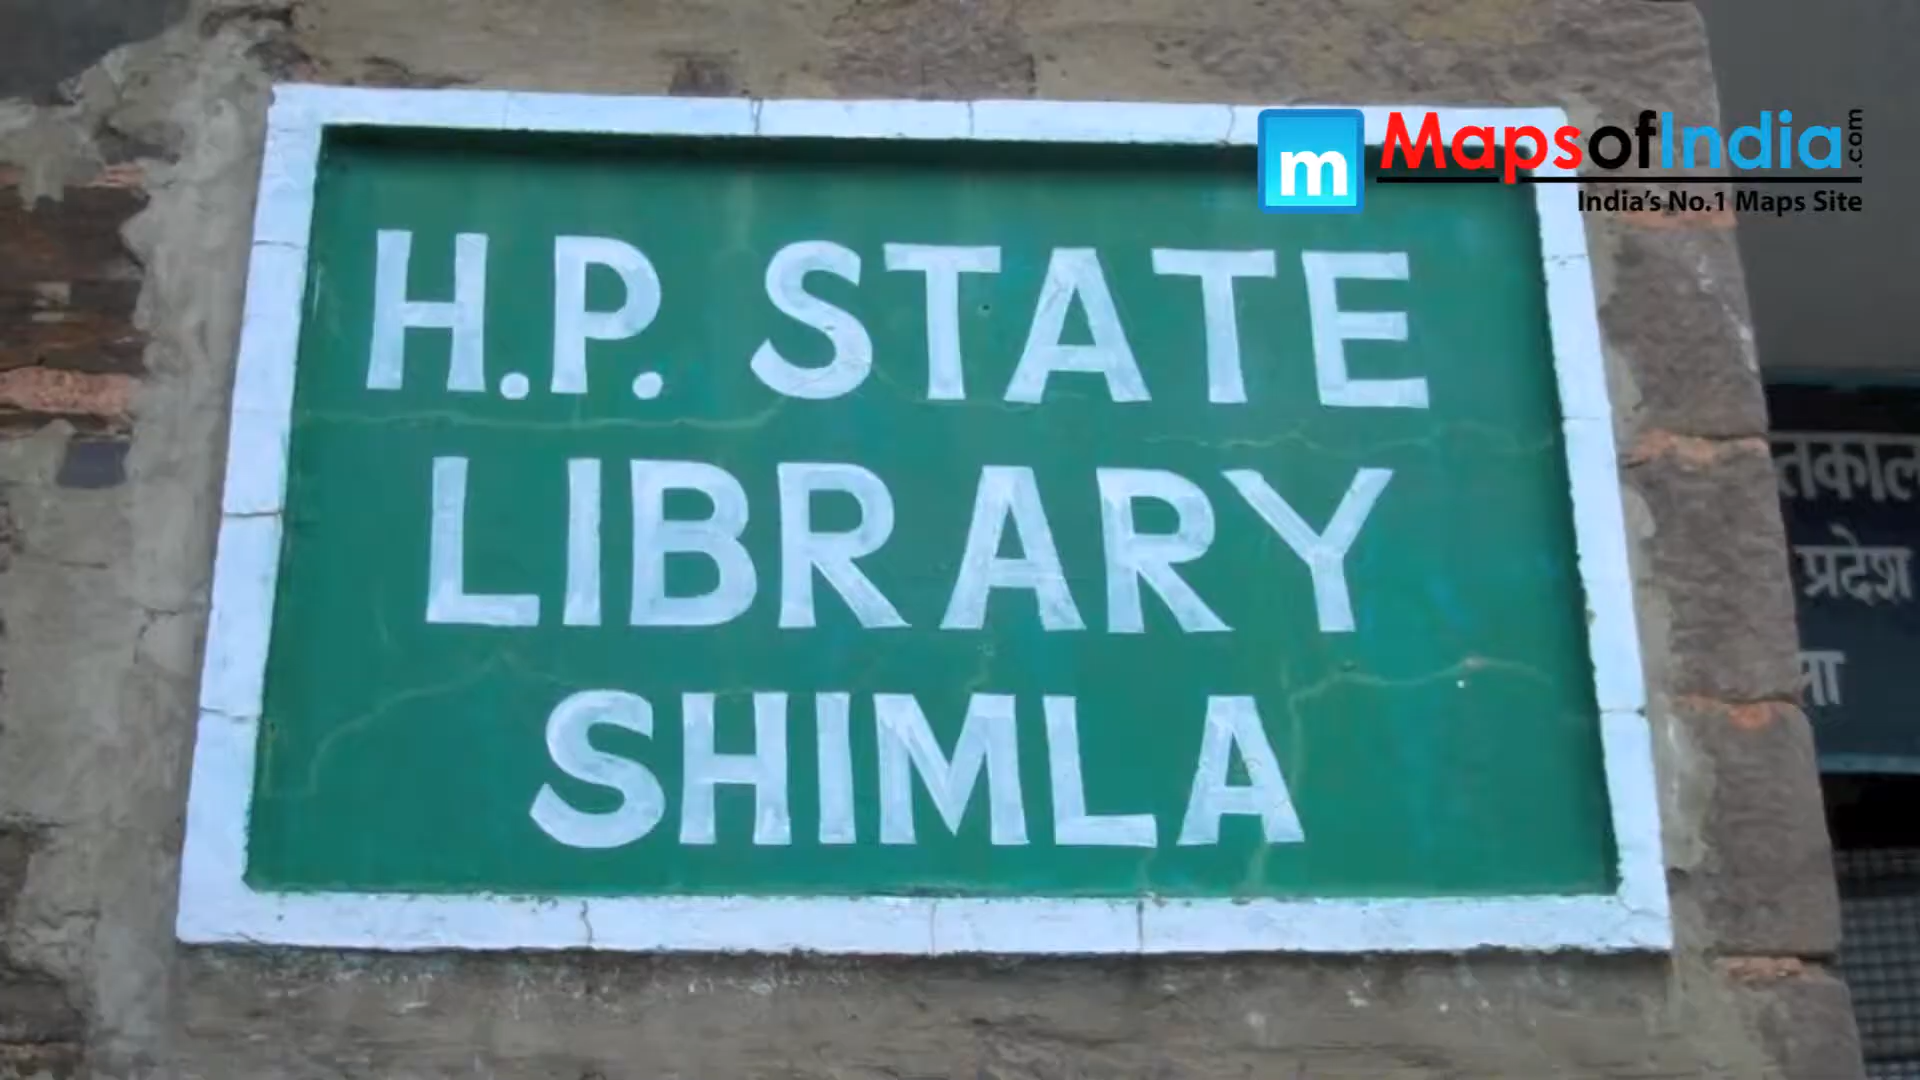 H.P. STATE
LIBRARY
SHIMLA
m MapsofIndia.com
India's No.1 Maps Site
प्रदेश